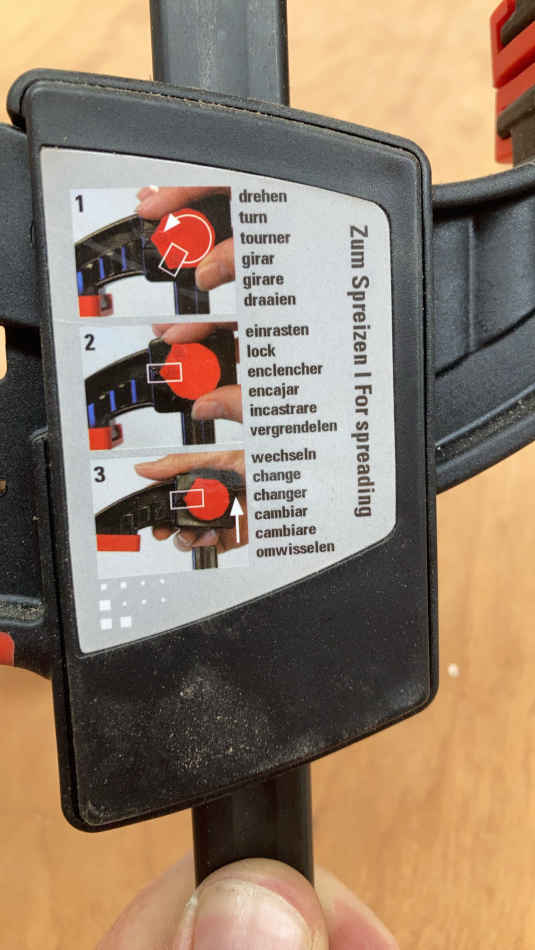 Zum Spreizen I For spreading
1
drehen
turn
tourner
girar
girare
draaien
2
einrasten
lock
enclencher
encajar
incastrare
vergrendelen
3
wechseln
change
changer
cambiar
cambiare
omwisselen